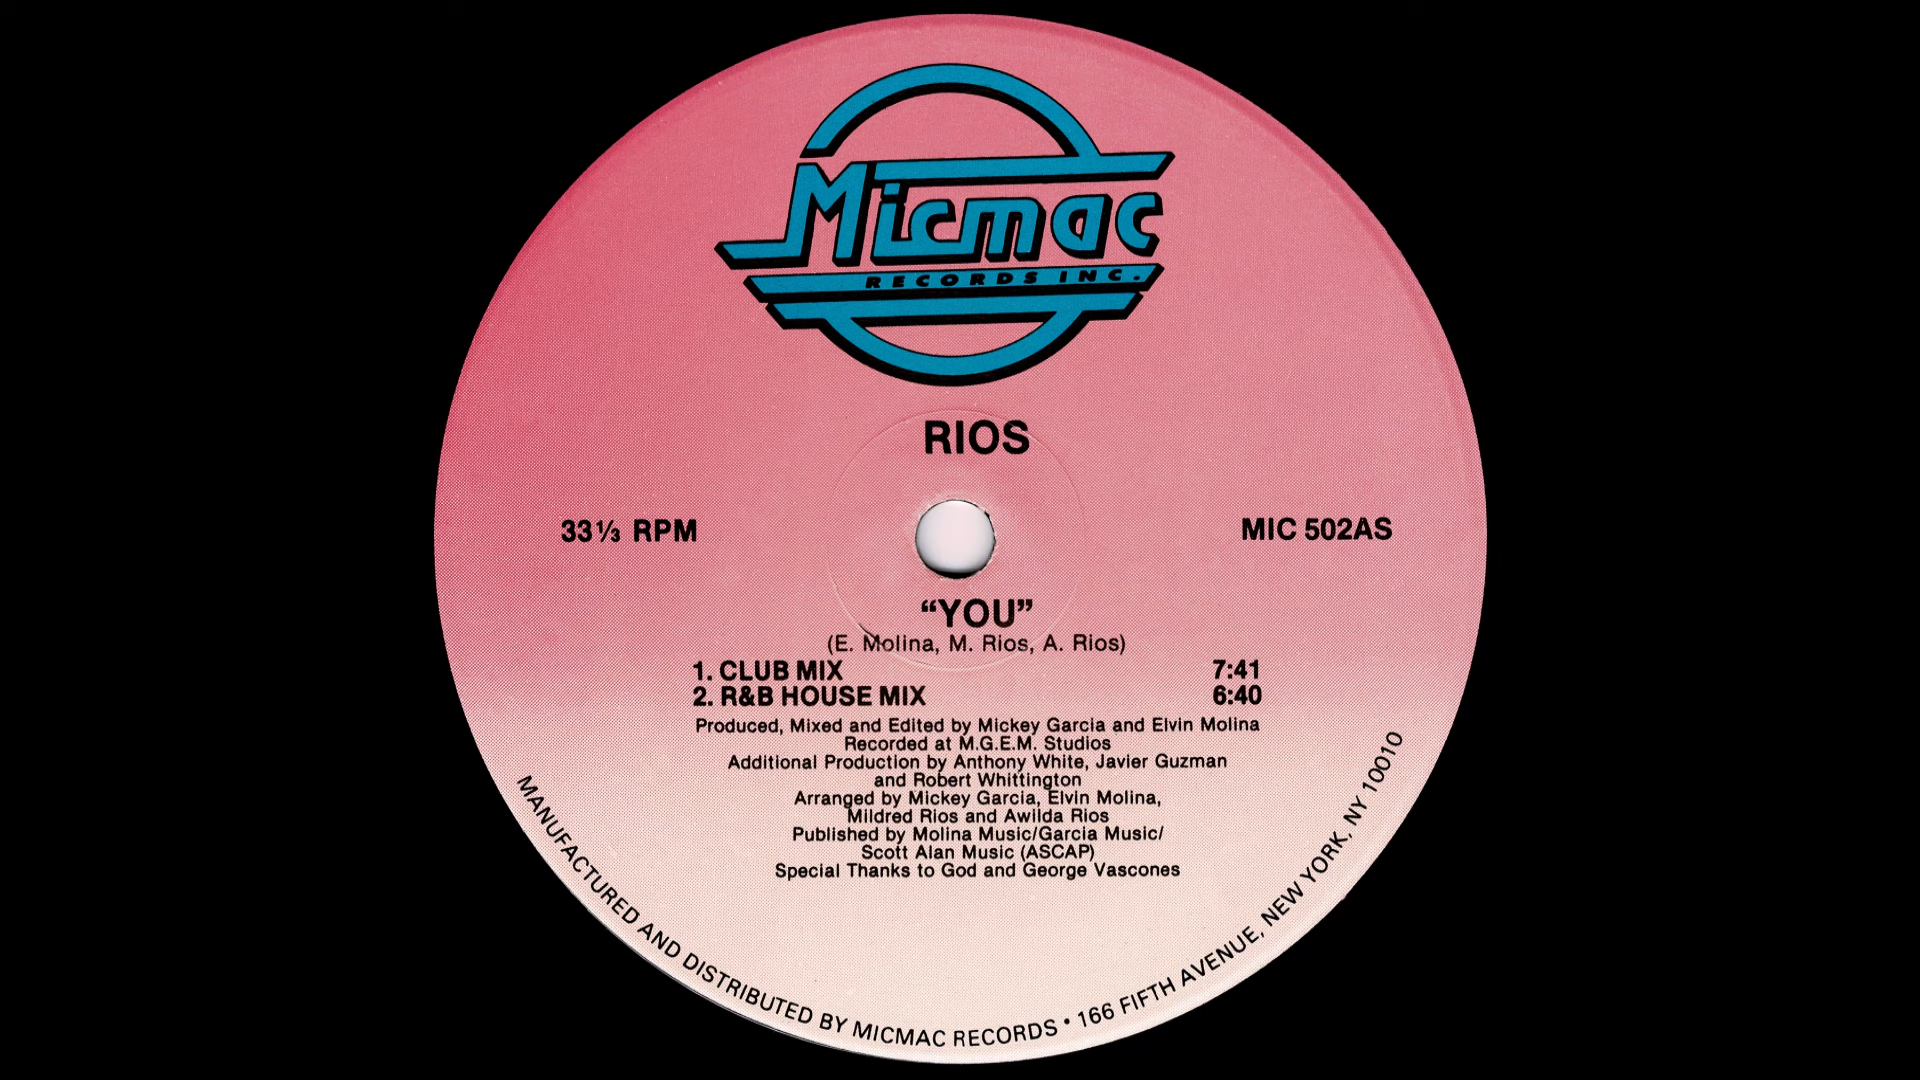 Micmac
RECORDS INC.
RIOS
33⅓ RPM
MIC 502AS
“YOU”
(E. Molina, M. Rios, A. Rios)
1. CLUB MIX 7:41
2. R&B HOUSE MIX 6:40
Produced, Mixed and Edited by Mickey Garcia and Elvin Molina
Recorded at M.G.E.M. Studios
Additional Production by Anthony White, Javier Guzman
and Robert Whittington
Arranged by Mickey Garcia, Elvin Molina,
Mildred Rios and Awilda Rios
Published by Molina Music/Garcia Music/
Scott Alan Music (ASCAP)
Special Thanks to God and George Vascones
MANUFACTURED AND DISTRIBUTED BY MICMAC RECORDS • 166 FIFTH AVENUE, NEW YORK, NY 10010